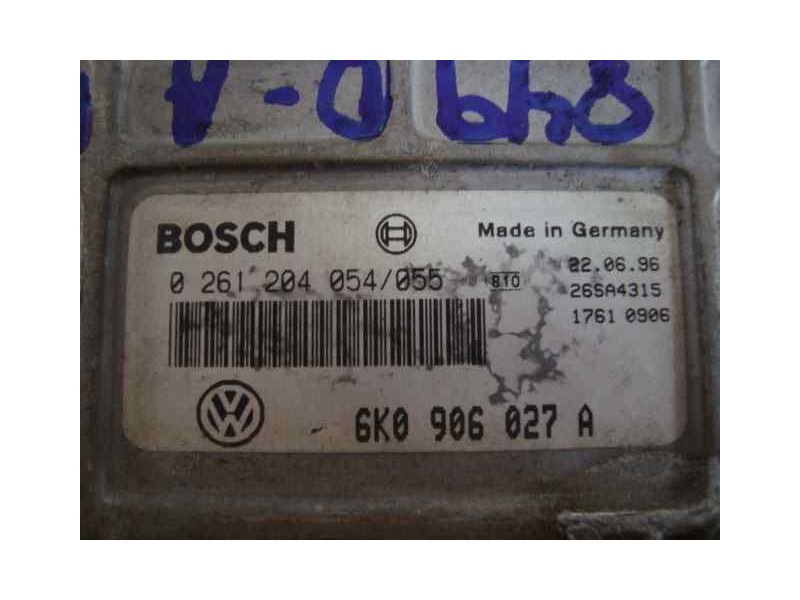 BOSCH
Made in Germany
0 261 204 054/055
810
22.06.96
26SA4315
1761 0906
6K0 906 027 A